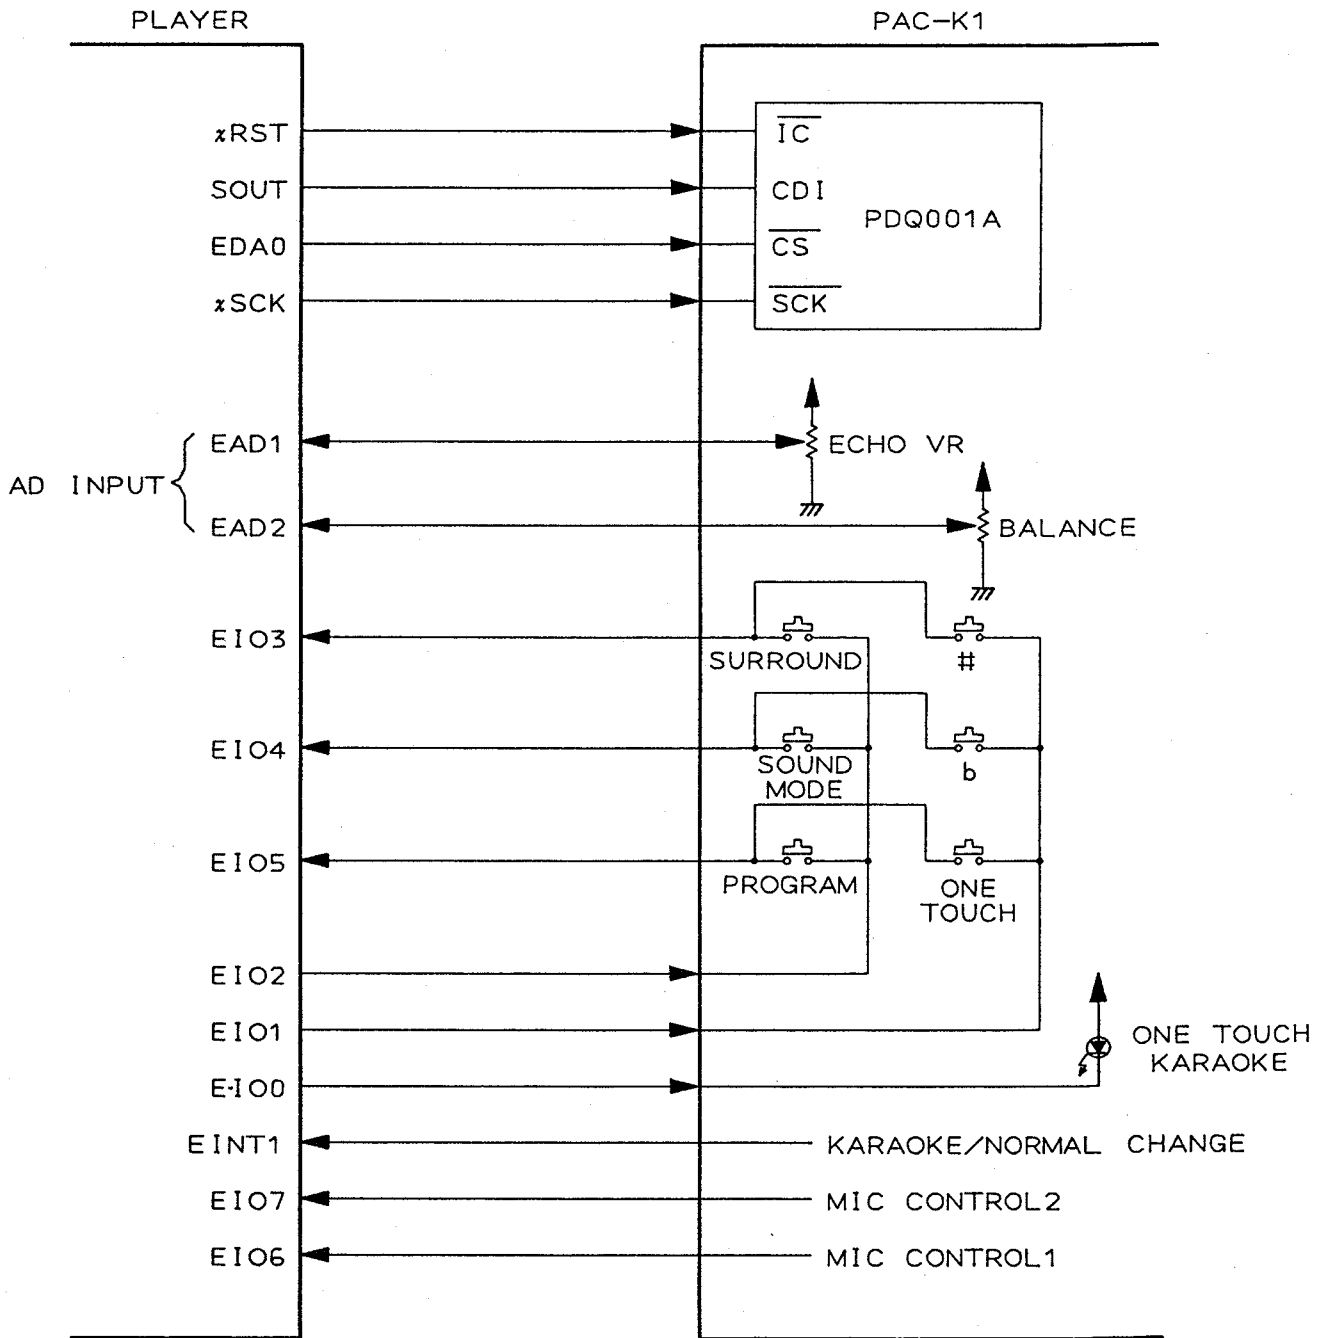 PLAYER
PAC-K1
xRST
IC
SOUT
CDI
PDQ001A
EDA0
CS
xSCK
SCK
EAD1
ECHO VR
AD INPUT
EAD2
BALANCE
EIO3
SURROUND
#
EIO4
SOUND
MODE
b
EIO5
PROGRAM
ONE
TOUCH
EIO2
EIO1
ONE TOUCH
KARAOKE
EIO0
EINT1
KARAOKE/NORMAL CHANGE
EIO7
MIC CONTROL2
EIO6
MIC CONTROL1